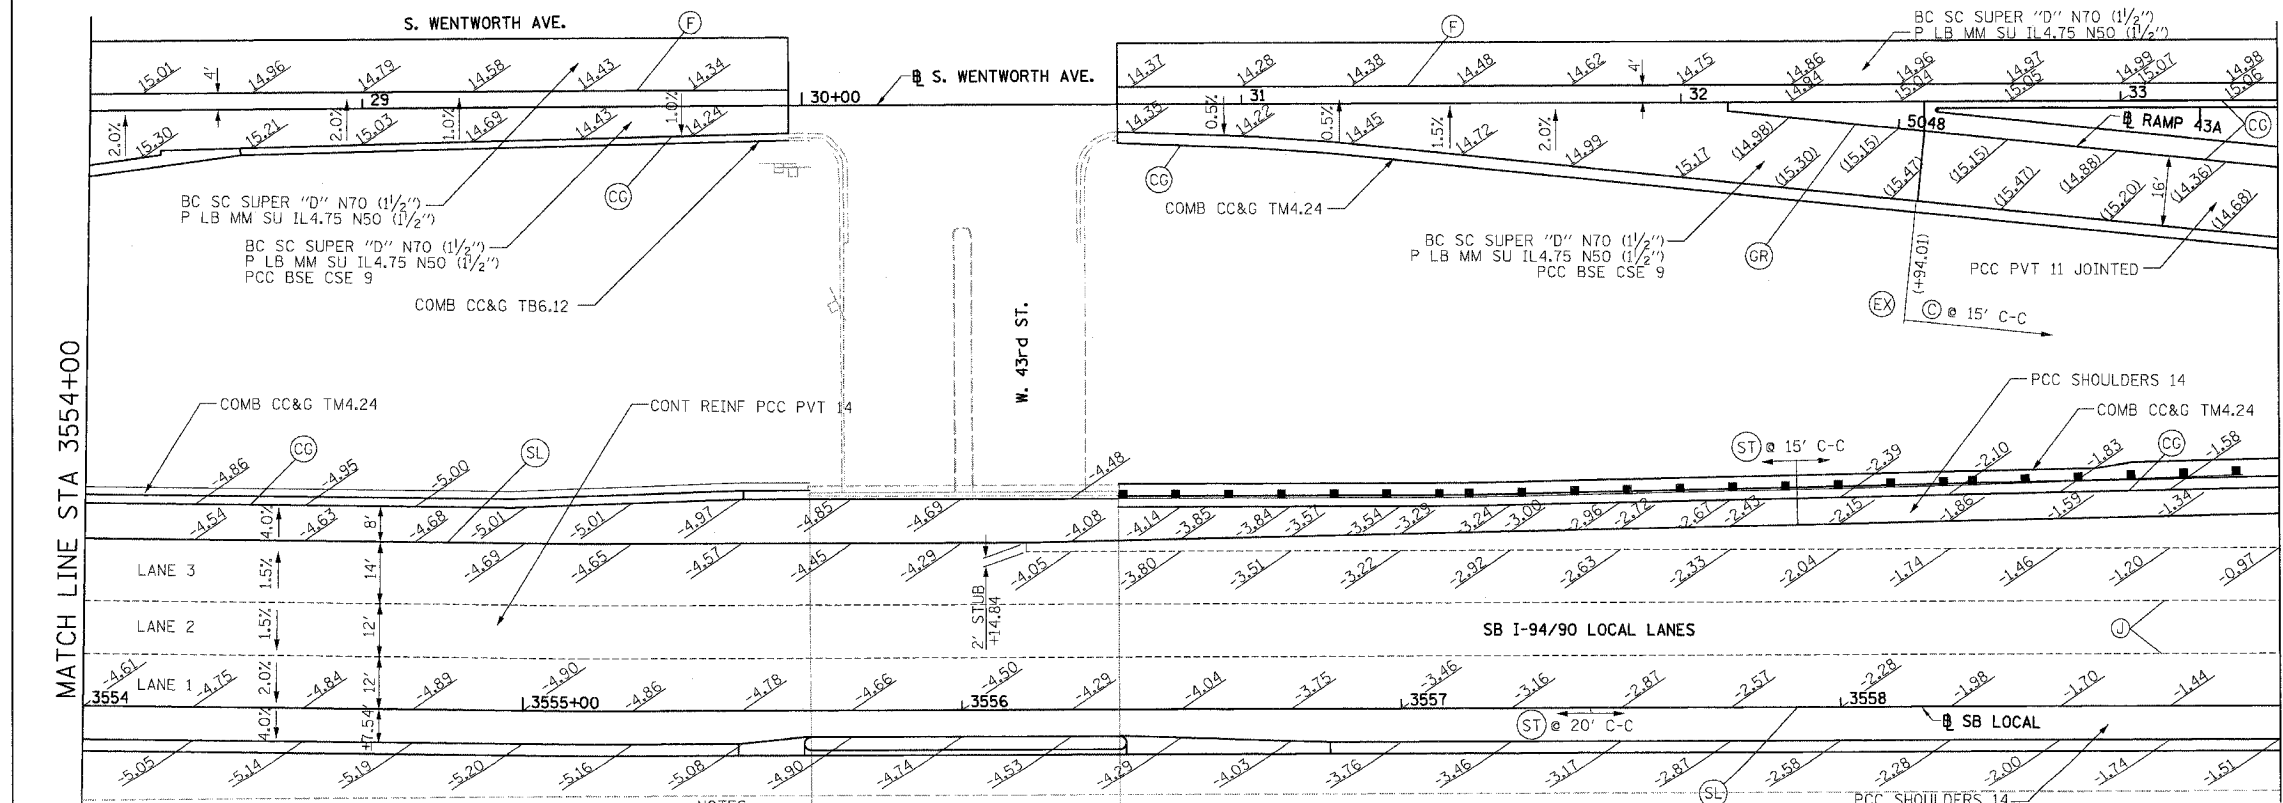 S. WENTWORTH AVE.
F
F
BC SC SUPER "D" N70 (1½")
P LB MM SU IL4.75 N50 (1½")
15.01 4' 14.96 14.79 14.58 14.43 14.34
℄ S. WENTWORTH AVE.
14.37 14.28 14.38 14.48 14.62 4' 14.75 14.86 14.96 14.97 14.99 14.98
14.84 15.04 15.05 15.07 15.06
29 30+00 31 32 33
2.0% 15.30 15.21 2.0% 15.03 1.0% 14.69 14.43 1.0% 14.24
14.35 0.5% 14.22 0.5% 14.45 1.5% 14.72 2.0% 14.99 15.17 (14.98) (15.30) (15.15) (15.47) (15.15) (15.47) (14.88) (15.20) 16' (14.36) (14.68)
5048
RAMP 43A
CG
CG
CG
BC SC SUPER "D" N70 (1½")
P LB MM SU IL4.75 N50 (1½")
COMB CC&G TM4.24
BC SC SUPER "D" N70 (1½")
P LB MM SU IL4.75 N50 (1½")
PCC BSE CSE 9
BC SC SUPER "D" N70 (1½")
P LB MM SU IL4.75 N50 (1½")
PCC BSE CSE 9
GR
(+94.01)
PCC PVT 11 JOINTED
COMB CC&G TB6.12
EX
C @ 15' C-C
W. 43rd ST.
MATCH LINE STA 3554+00
COMB CC&G TM4.24
CONT REINF PCC PVT 14
PCC SHOULDERS 14
COMB CC&G TM4.24
CG
SL
ST @ 15' C-C
CG
-4.86 -4.95 -5.00 -4.48 -2.39 -2.10 -1.83 -1.58
-4.54 4.0% -4.63 8' -4.68 -5.01 -5.01 -4.97 -4.85 -4.69 -4.08 -4.14 -3.85 -3.84 -3.57 -3.54 -3.29 -3.24 -3.00 -2.96 -2.72 -2.67 -2.43 -2.15 -1.86 -1.59 -1.34
LANE 3 1.5% 14' -4.69 -4.65 -4.57 -4.45 -4.29 -4.05 -3.80 -3.51 -3.22 -2.92 -2.63 -2.33 -2.04 -1.74 -1.46 -1.20 -0.97
2' STUB
+14.84
LANE 2 1.5% 12'
SB I-94/90 LOCAL LANES
J
-4.61 LANE 1 -4.75 2.0% -4.84 12' -4.89 -4.90 -4.86 -4.78 -4.66 -4.50 -4.29 -4.04 -3.75 -3.46 -3.16 -2.87 -2.57 -2.28 -1.98 -1.70 -1.44
3554 3555+00 3556 3557 3558
4.0% ±7.54'
ST @ 20' C-C
SB LOCAL
-5.05 -5.14 -5.19 -5.20 -5.16 -5.08 -4.90 -4.74 -4.53 -4.29 -4.03 -3.76 -3.46 -3.17 -2.87 -2.58 -2.28 -2.00 -1.74 -1.51
SL
PCC SHOULDERS 14
NOTES